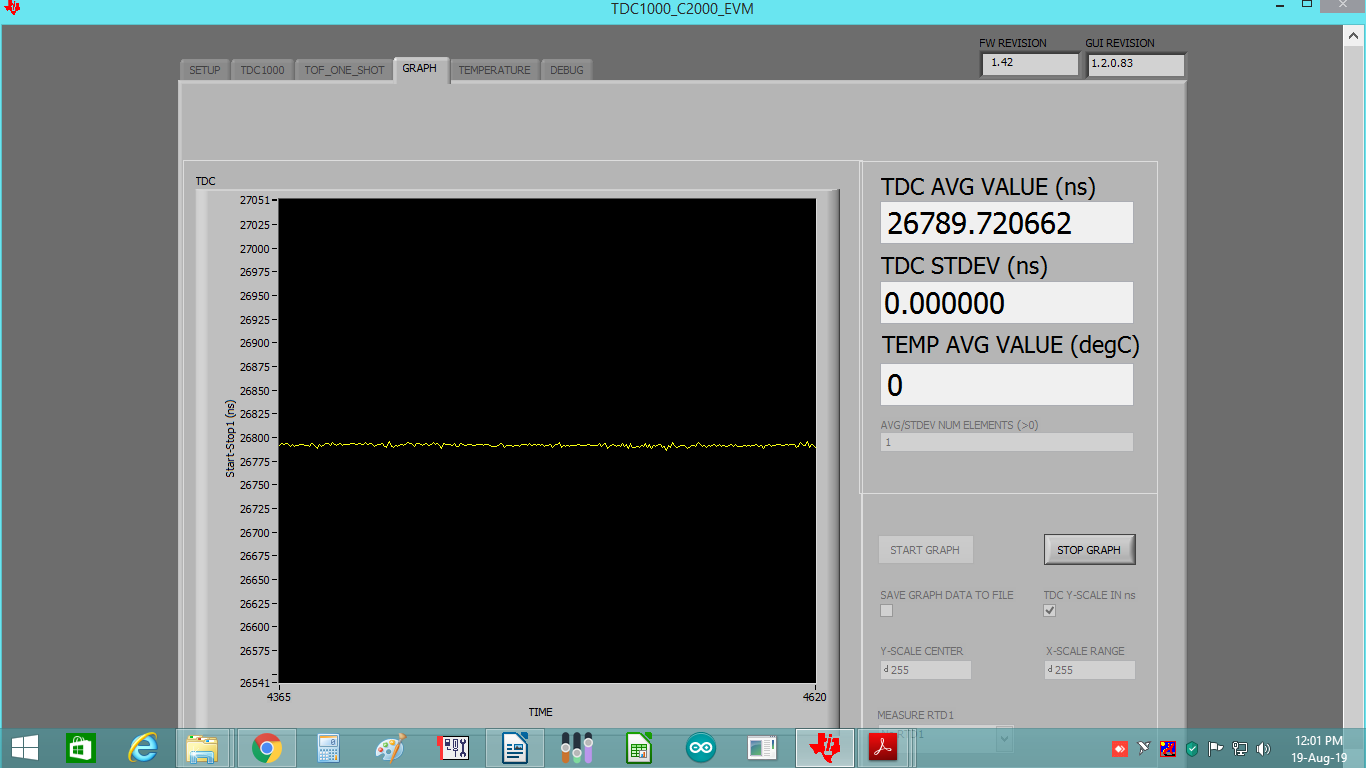 TDC1000_C2000_EVM
FW REVISION
1.42
GUI REVISION
1.2.0.83
SETUP
TDC1000
TOF_ONE_SHOT
GRAPH
TEMPERATURE
DEBUG
TDC
27051
27025
27000
26975
26950
26925
26900
26875
26850
26825
26800
26775
26750
26725
26700
26675
26650
26625
26600
26575
26541
Start-Stop1 (ns)
4365
4620
TIME
TDC AVG VALUE (ns)
26789.720662
TDC STDEV (ns)
0.000000
TEMP AVG VALUE (degC)
0
AVG/STDEV NUM ELEMENTS (>0)
1
START GRAPH
STOP GRAPH
SAVE GRAPH DATA TO FILE
TDC Y-SCALE IN ns
Y-SCALE CENTER
d 255
X-SCALE RANGE
d 255
MEASURE RTD1
RTD1
12:01 PM
19-Aug-19